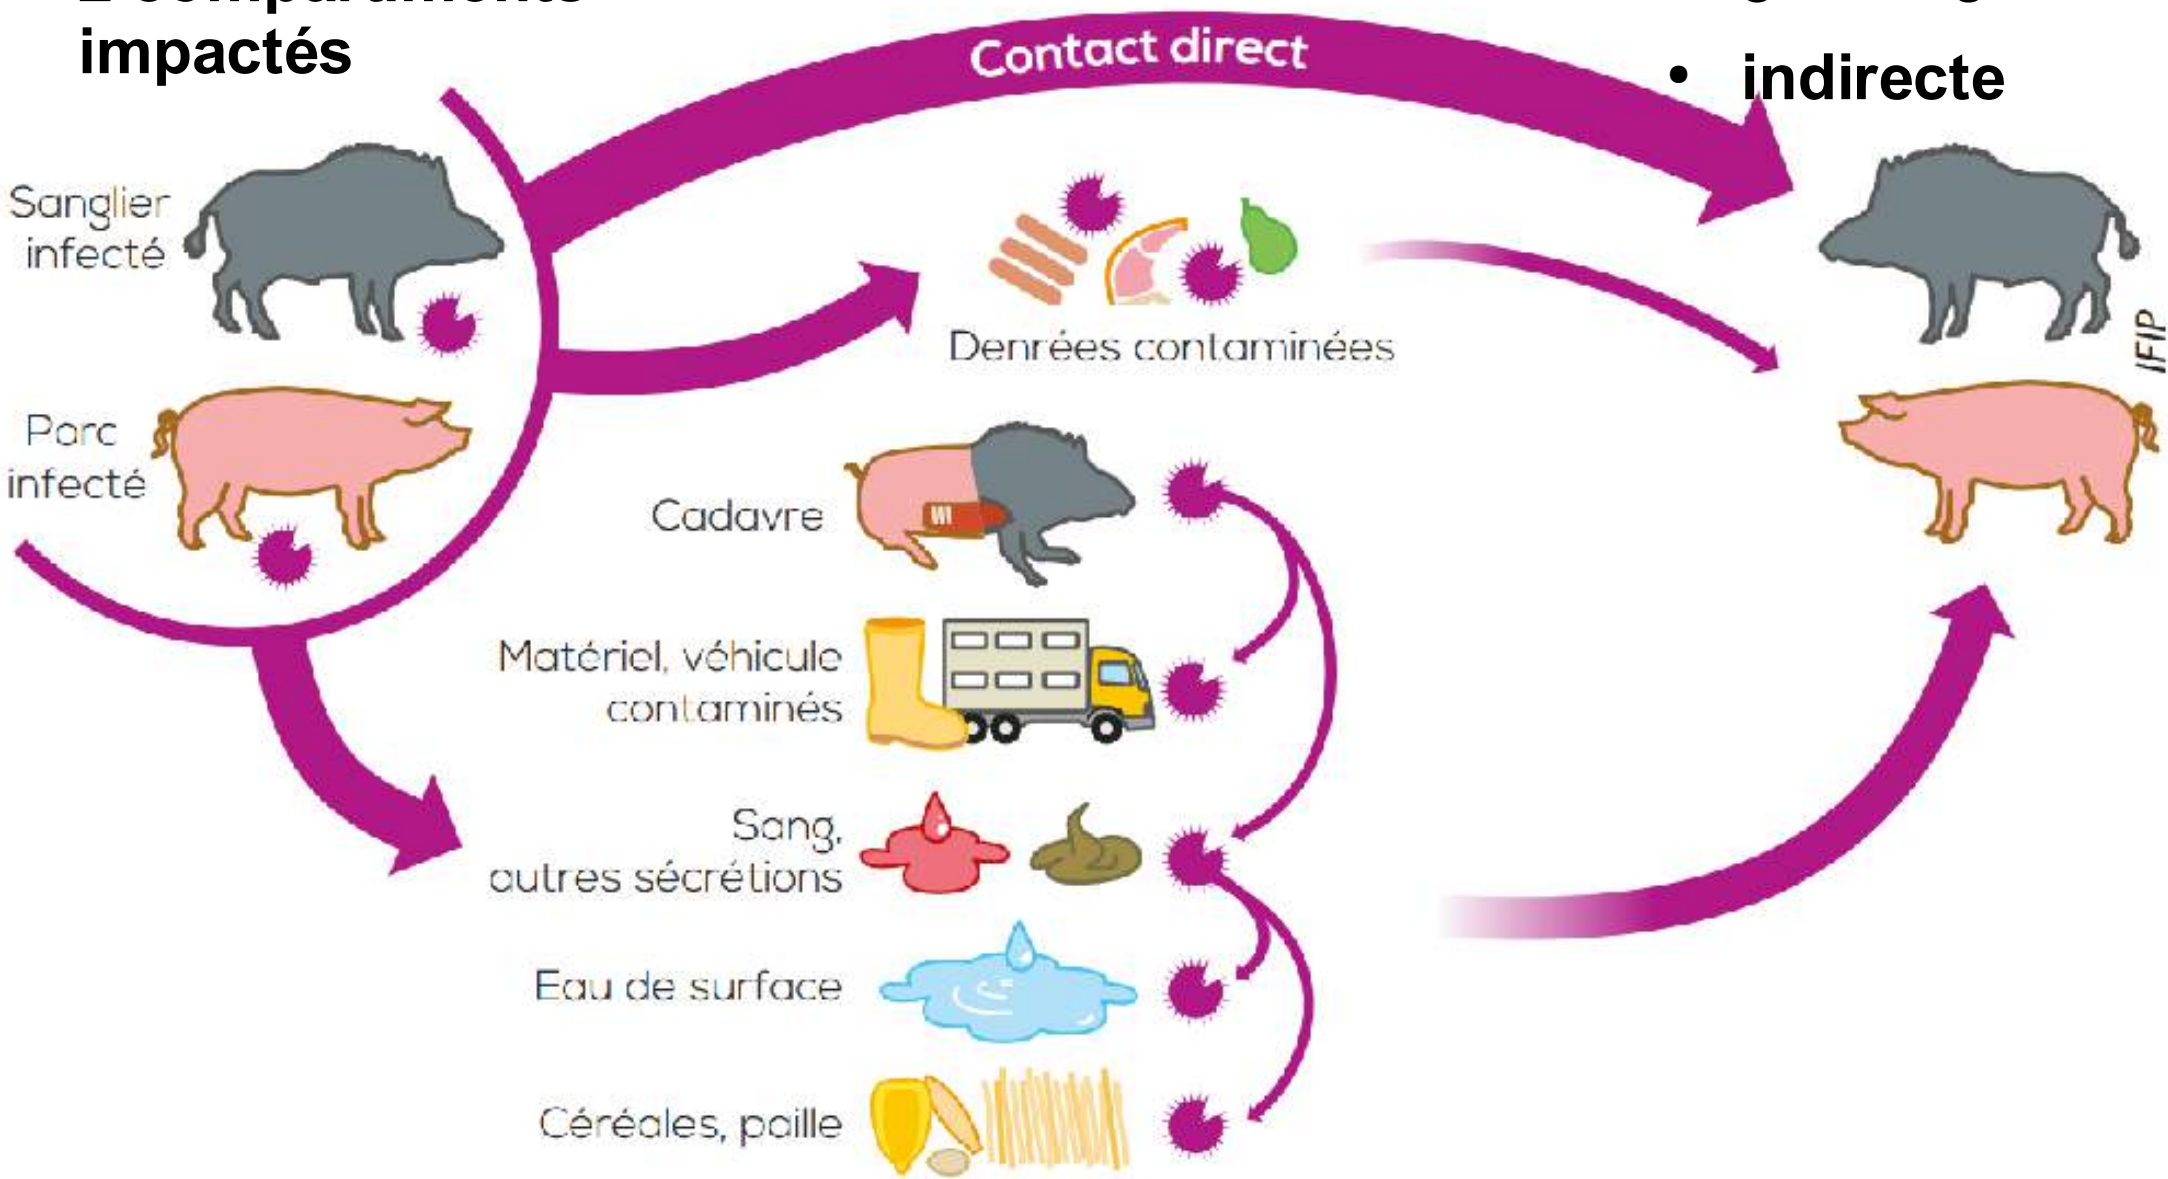 impactés
Contact direct
• indirecte
Sanglier
infecté
IFIP
Denrées contaminées
Porc
infecté
Cadavre
Matériel, véhicule
contaminés
Sang,
autres sécrétions
Eau de surface
Céréales, paille